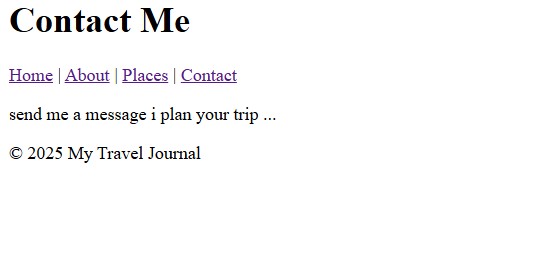 Contact Me
Home | About | Places | Contact
send me a message i plan your trip ...
© 2025 My Travel Journal